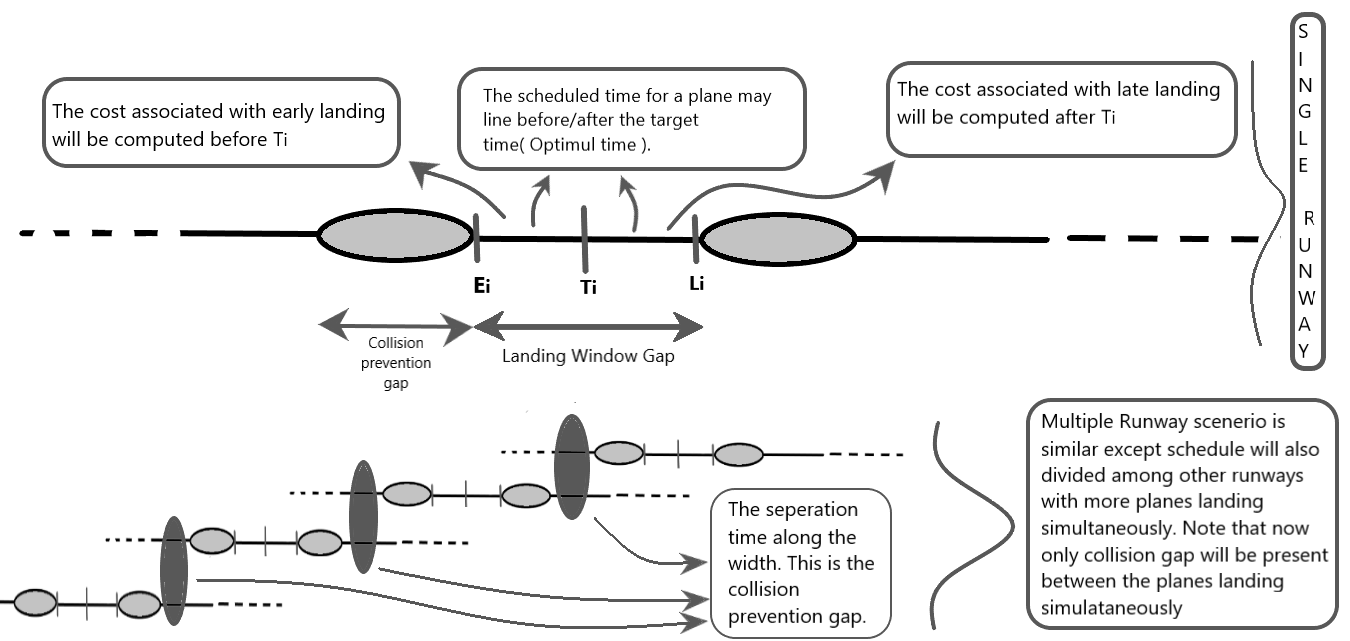 The cost associated with early landing
will be computed before Ti
The scheduled time for a plane may
line before/after the target
time( Optimul time ).
The cost associated with late landing
will be computed after Ti
SINGLE RUNWAY
Ei
Ti
Li
Collision
prevention
gap
Landing Window Gap
Multiple Runway scenerio is
similar except schedule will also
divided among other runways
with more planes landing
simultaneously. Note that now
only collision gap will be present
between the planes landing
simulataneously
The seperation
time along the
width. This is the
collision
prevention gap.